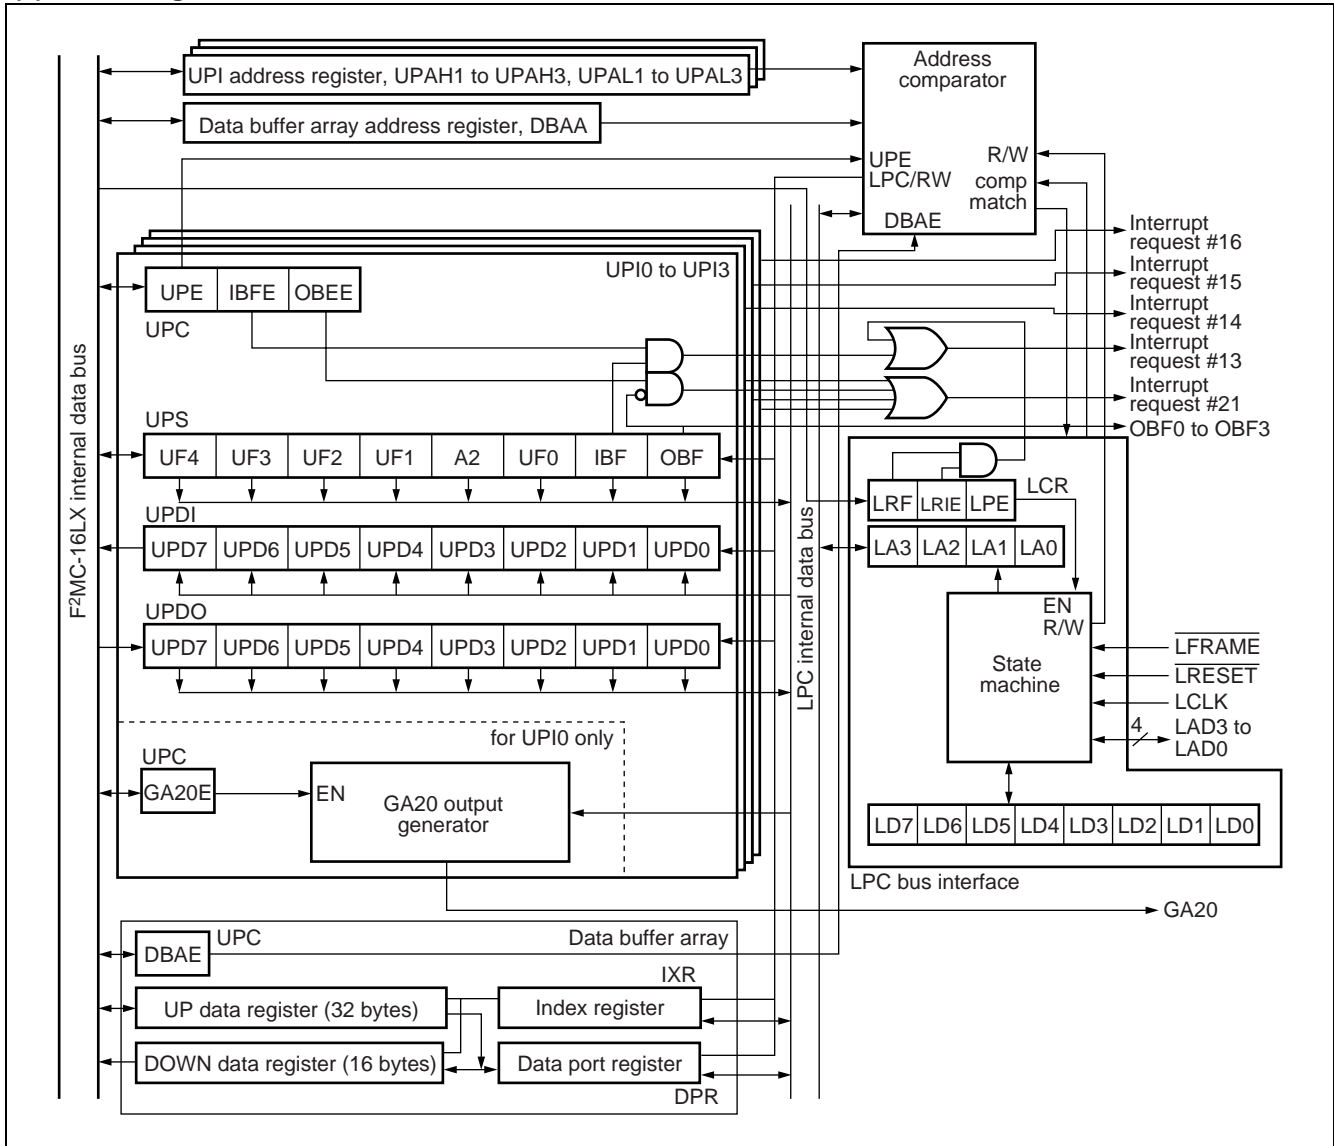 UPI address register, UPAH1 to UPAH3, UPAL1 to UPAL3
Data buffer array address register, DBAA
Address
comparator
UPE
LPC/RW
R/W
comp
match
DBAE
Interrupt
request #16
Interrupt
request #15
Interrupt
request #14
Interrupt
request #13
Interrupt
request #21
OBF0 to OBF3
F²MC-16LX internal data bus
UPI0 to UPI3
UPE IBFE OBEE
UPC
UPS
UF4 UF3 UF2 UF1 A2 UF0 IBF OBF
UPDI
UPD7 UPD6 UPD5 UPD4 UPD3 UPD2 UPD1 UPD0
UPDO
UPD7 UPD6 UPD5 UPD4 UPD3 UPD2 UPD1 UPD0
for UPI0 only
UPC
GA20E
EN
GA20 output
generator
LPC internal data bus
LCR
LRF LRIE LPE
LA3 LA2 LA1 LA0
EN
R/W
State
machine
LFRAME
LRESET
LCLK
4
LAD3 to
LAD0
LD7 LD6 LD5 LD4 LD3 LD2 LD1 LD0
LPC bus interface
GA20
UPC
DBAE
Data buffer array
IXR
UP data register (32 bytes)
Index register
DOWN data register (16 bytes)
Data port register
DPR